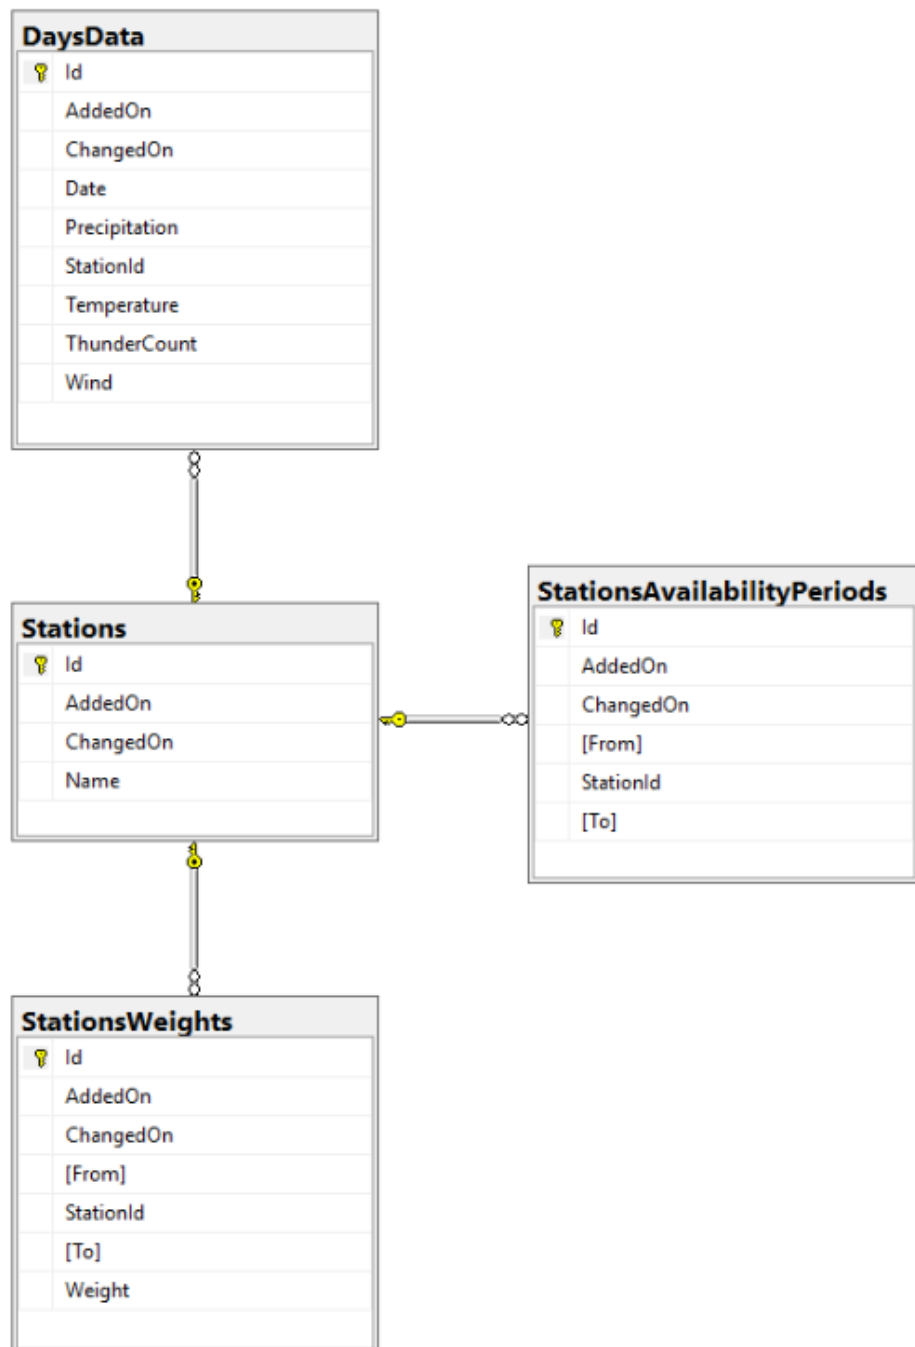 DaysData
Id
AddedOn
ChangedOn
Date
Precipitation
StationId
Temperature
ThunderCount
Wind
Stations
Id
AddedOn
ChangedOn
Name
StationsAvailabilityPeriods
Id
AddedOn
ChangedOn
[From]
StationId
[To]
StationsWeights
Id
AddedOn
ChangedOn
[From]
StationId
[To]
Weight